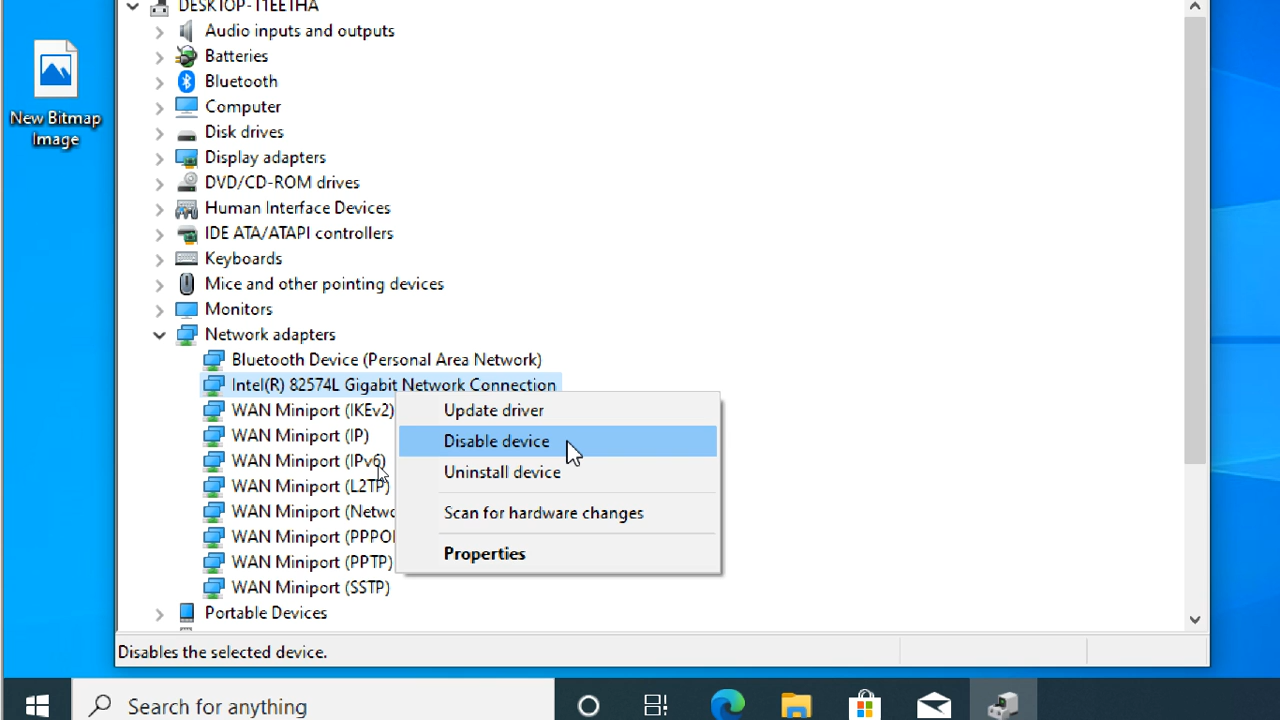 DESKTOP-T1EETHA
Audio inputs and outputs
Batteries
Bluetooth
Computer
Disk drives
Display adapters
DVD/CD-ROM drives
Human Interface Devices
IDE ATA/ATAPI controllers
Keyboards
Mice and other pointing devices
Monitors
Network adapters
Bluetooth Device (Personal Area Network)
Intel(R) 82574L Gigabit Network Connection
WAN Miniport (IKEv2)
WAN Miniport (IP)
WAN Miniport (IPv6)
WAN Miniport (L2TP)
WAN Miniport (Netwo
WAN Miniport (PPPOE
WAN Miniport (PPTP)
WAN Miniport (SSTP)
Portable Devices
Update driver
Disable device
Uninstall device
Scan for hardware changes
Properties
Disables the selected device.
New Bitmap
Image
Search for anything